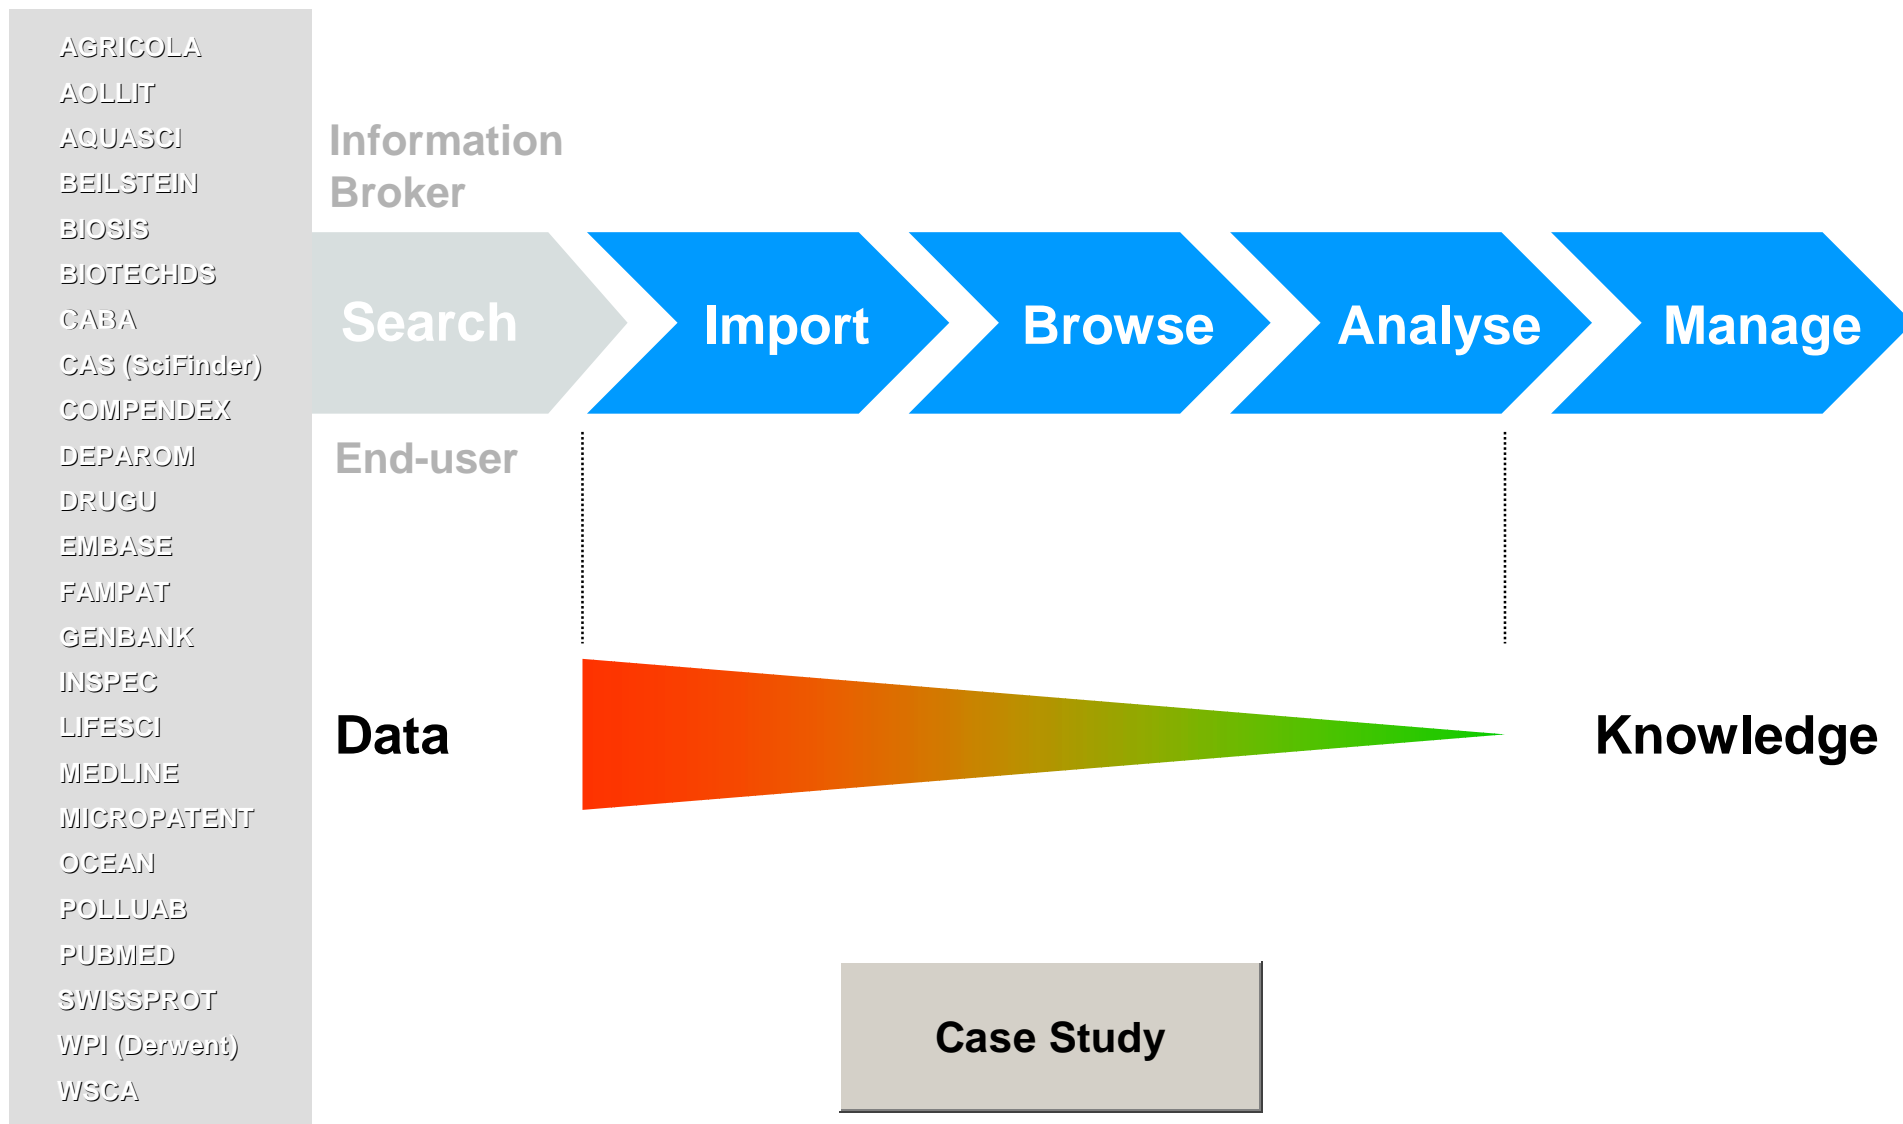 AGRICOLA
AOLLIT
AQUASCI
BEILSTEIN
BIOSIS
BIOTECHDS
CABA
CAS (SciFinder)
COMPENDEX
DEPAROM
DRUGU
EMBASE
FAMPAT
GENBANK
INSPEC
LIFESCI
MEDLINE
MICROPATENT
OCEAN
POLLUAB
PUBMED
SWISSPROT
WPI (Derwent)
WSCA
Information
Broker
Search
Import
Browse
Analyse
Manage
End-user
Data
Knowledge
Case Study